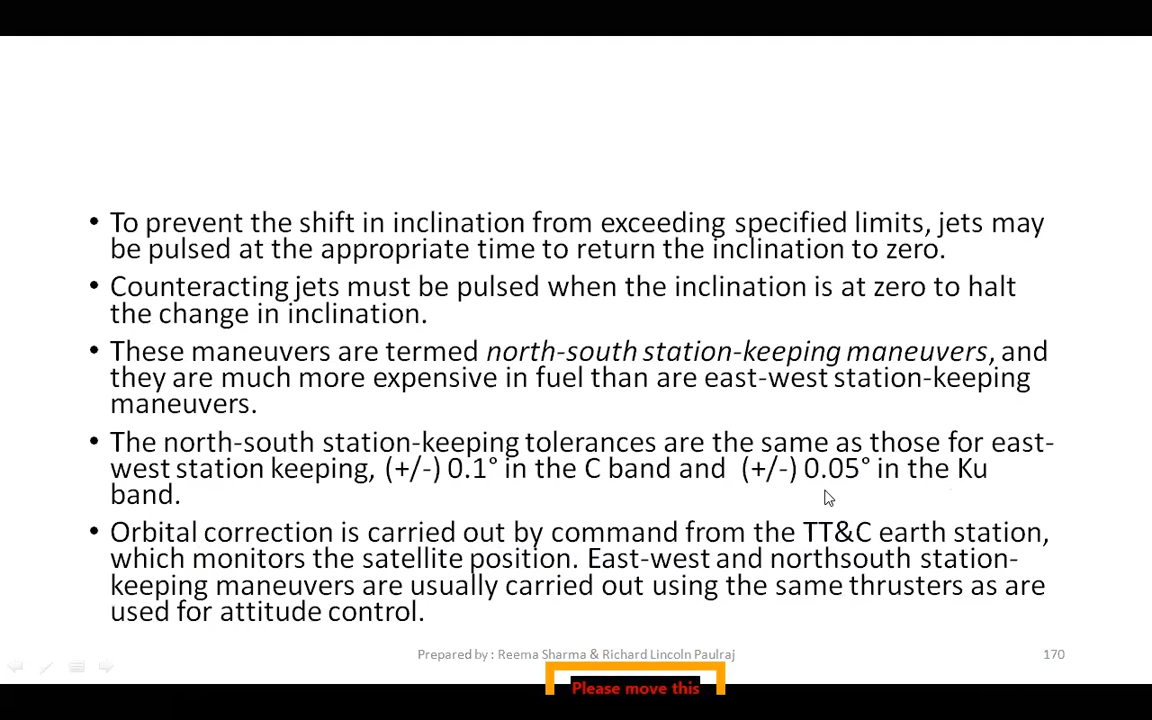 • To prevent the shift in inclination from exceeding specified limits, jets may
be pulsed at the appropriate time to return the inclination to zero.
• Counteracting jets must be pulsed when the inclination is at zero to halt
the change in inclination.
• These maneuvers are termed north-south station-keeping maneuvers, and
they are much more expensive in fuel than are east-west station-keeping
maneuvers.
• The north-south station-keeping tolerances are the same as those for east-
west station keeping, (+/-) 0.1° in the C band and (+/-) 0.05° in the Ku
band.
• Orbital correction is carried out by command from the TT&C earth station,
which monitors the satellite position. East-west and northsouth station-
keeping maneuvers are usually carried out using the same thrusters as are
used for attitude control.
Prepared by : Reema Sharma & Richard Lincoln Paulraj
170
Please move this